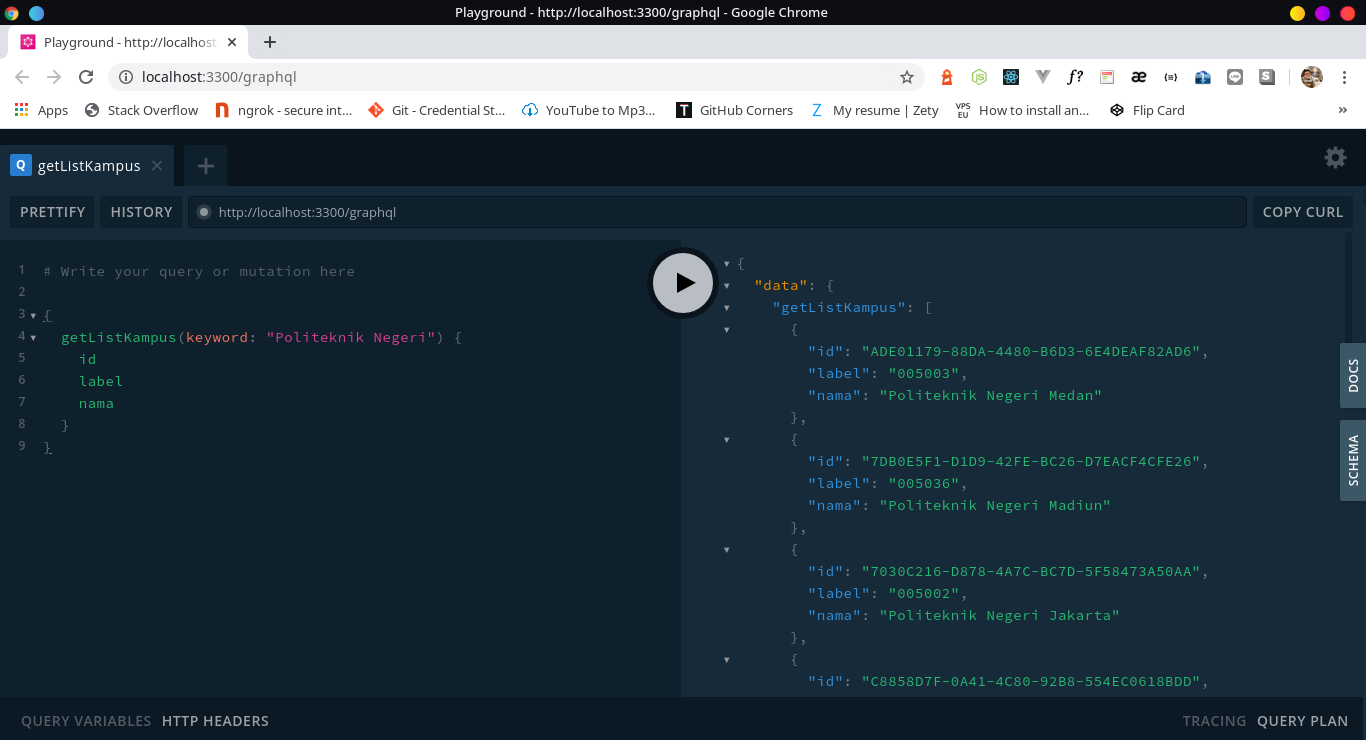 Playground - http://localhost:3300/graphql - Google Chrome
Playground - http://localhost:
localhost:3300/graphql
f?
æ
{≡}
LINE
S
Apps
Stack Overflow
ngrok - secure int...
Git - Credential St...
YouTube to Mp3...
T
GitHub Corners
Z
My resume | Zety
VPS
EU
How to install an...
Flip Card
»
Q
getListKampus
PRETTIFY
HISTORY
http://localhost:3300/graphql
COPY CURL
1 # Write your query or mutation here
2
3 {
4 getListKampus(keyword: "Politeknik Negeri") {
5 id
6 label
7 nama
8 }
9 }
{
"data": {
"getListKampus": [
{
"id": "ADE01179-88DA-4480-B6D3-6E4DEAF82AD6",
"label": "005003",
"nama": "Politeknik Negeri Medan"
},
{
"id": "7DB0E5F1-D1D9-42FE-BC26-D7EACF4CFE26",
"label": "005036",
"nama": "Politeknik Negeri Madiun"
},
{
"id": "7030C216-D878-4A7C-BC7D-5F58473A50AA",
"label": "005002",
"nama": "Politeknik Negeri Jakarta"
},
{
"id": "C8858D7F-0A41-4C80-92B8-554EC0618BDD",
DOCS
SCHEMA
QUERY VARIABLES
HTTP HEADERS
TRACING
QUERY PLAN